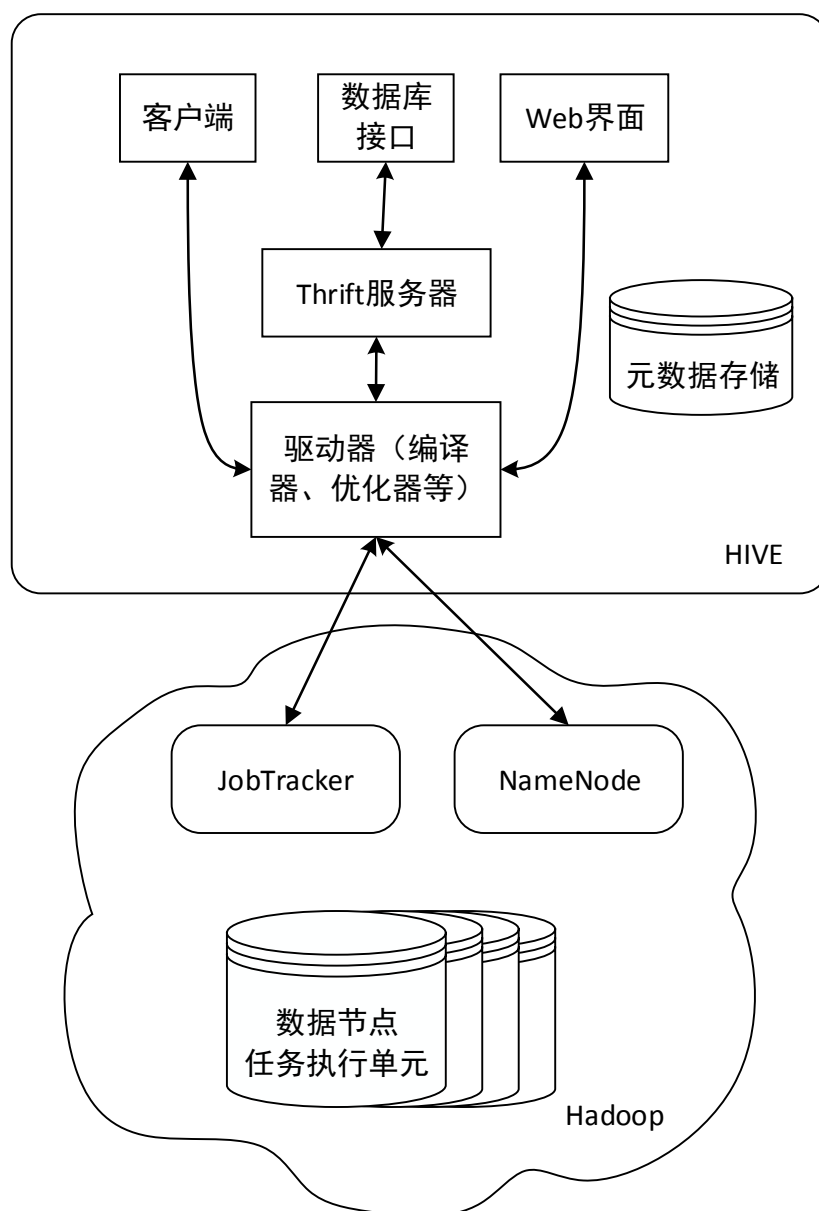 客户端
数据库
接口
Web界面
Thrift服务器
元数据存储
驱动器（编译
器、优化器等）
HIVE
JobTracker
NameNode
数据节点
任务执行单元
Hadoop